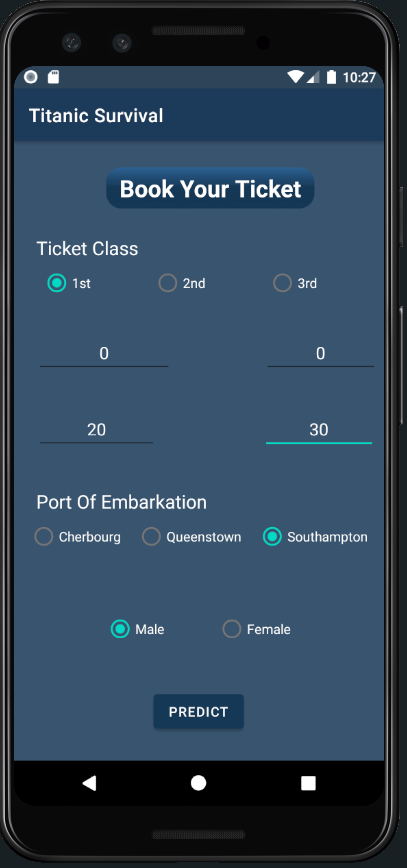 10:27
Titanic Survival
Book Your Ticket
Ticket Class
1st 2nd 3rd
0 0
20 30
Port Of Embarkation
Cherbourg Queenstown Southampton
Male Female
PREDICT